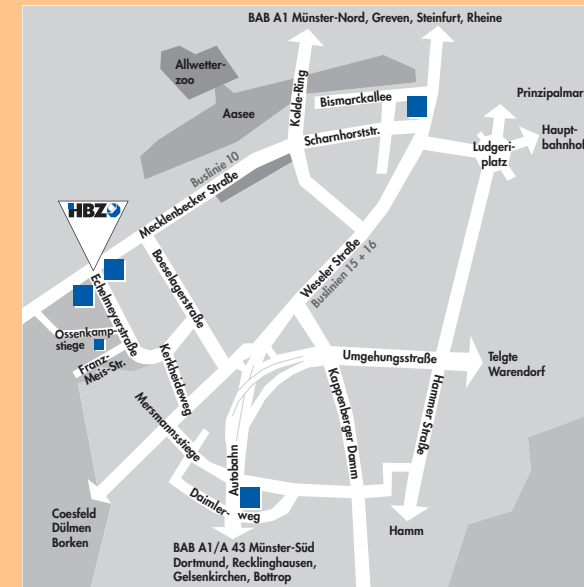 BAB A1 Münster-Nord, Greven, Steinfurt, Rheine
Allwetter-
zoo
Aasee
Kolde-Ring
Bismarckallee
Prinzipalmar
Scharnhorststr.
Ludgeri-
platz
Haupt-
bahnhof
Buslinie 10
Mecklenbecker Straße
HBZ
Weseler Straße
Buslinien 15 + 16
Boeselagerstraße
Echelmeyerstraße
Ossenkamp-
stiege
Franz-
Meis-Str.
Kerkheideweg
Umgehungsstraße
Telgte
Warendorf
Mersmannsstiege
Kappenberger Damm
Hammer Straße
Autobahn
Daimler-
weg
Coesfeld
Dülmen
Borken
Hamm
BAB A1/A 43 Münster-Süd
Dortmund, Recklinghausen,
Gelsenkirchen, Bottrop